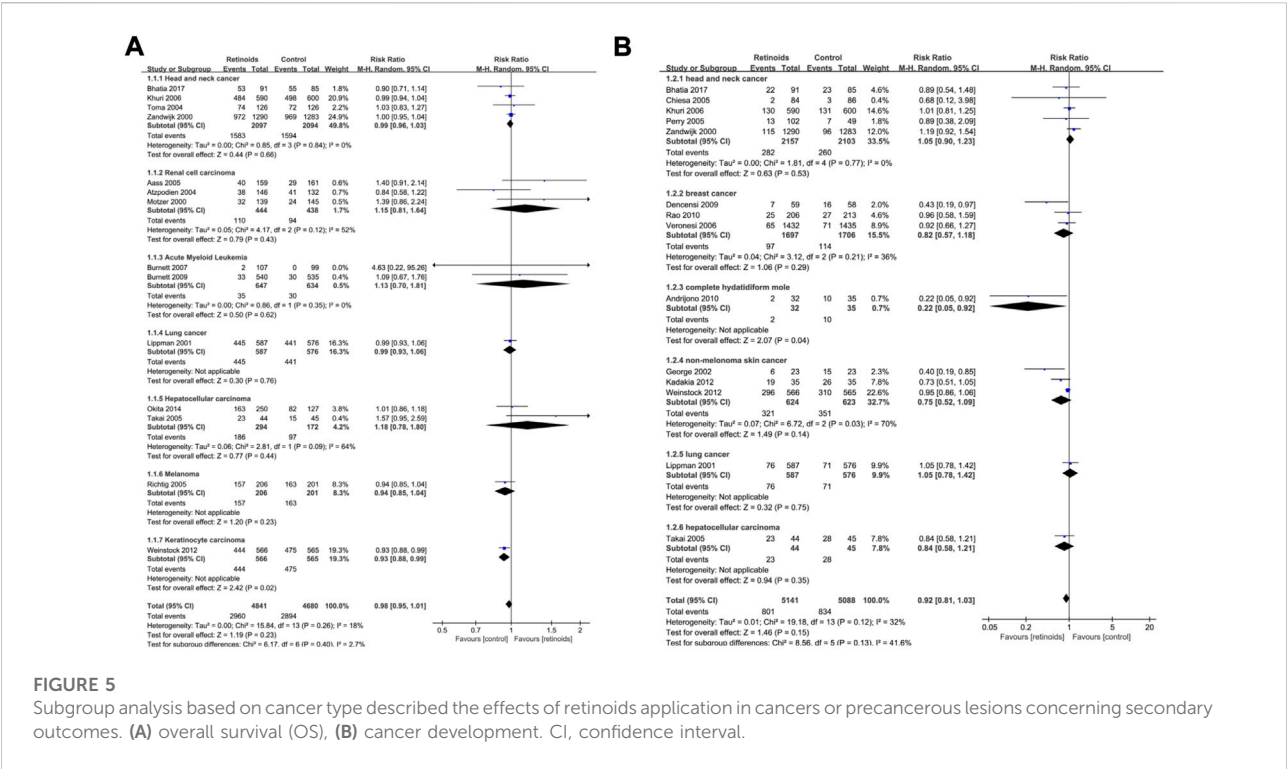 A
Retinoids Control Risk Ratio Risk Ratio
Study or Subgroup Events Total Events Total Weight M-H. Random. 95% CI M-H. Random. 95% CI
1.1.1 Head and neck cancer
Bhatia 2017 53 91 55 85 7.1% 0.90 [0.71, 1.14]
Khuri 2006 484 590 498 600 20.9% 0.99 [0.94, 1.04]
Toma 2004 74 126 72 126 2.2% 1.03 [0.83, 1.27]
Zandwijk 2000 972 1290 969 1283 24.9% 1.00 [0.95, 1.04]
Subtotal (95% CI) 2097 2094 49.8% 0.99 [0.96, 1.03]
Total events 1583 1594
Heterogeneity: Tau² = 0.00; Chi² = 0.85, df = 3 (P = 0.84); I² = 0%
Test for overall effect: Z = 0.44 (P = 0.66)
1.1.2 Renal cell carcinoma
Aass 2005 40 159 29 161 0.6% 1.40 [0.91, 2.14]
Atzpodien 2004 38 146 41 132 0.7% 0.84 [0.58, 1.22]
Motzer 2000 32 139 24 145 0.4% 1.39 [0.86, 2.24]
Subtotal (95% CI) 444 438 1.7% 1.15 [0.81, 1.64]
Total events 110 94
Heterogeneity: Tau² = 0.05; Chi² = 4.17, df = 2 (P = 0.12); I² = 52%
Test for overall effect: Z = 0.79 (P = 0.43)
1.1.3 Acute Myeloid Leukemia
Burnett 2007 2 107 0 99 0.0% 4.63 [0.22, 95.26]
Burnett 2009 33 540 30 535 0.4% 1.09 [0.67, 1.76]
Subtotal (95% CI) 647 634 0.5% 1.13 [0.70, 1.81]
Total events 35 30
Heterogeneity: Tau² = 0.00; Chi² = 0.86, df = 1 (P = 0.35); I² = 0%
Test for overall effect: Z = 0.50 (P = 0.62)
1.1.4 Lung cancer
Lippman 2001 445 587 441 576 16.3% 0.99 [0.93, 1.06]
Subtotal (95% CI) 587 576 16.3% 0.99 [0.93, 1.06]
Total events 445 441
Heterogeneity: Not applicable
Test for overall effect: Z = 0.30 (P = 0.76)
1.1.5 Hepatocellular carcinoma
Okita 2014 163 250 82 127 3.8% 1.01 [0.86, 1.18]
Takai 2005 23 44 15 45 0.4% 1.57 [0.95, 2.59]
Subtotal (95% CI) 294 172 4.2% 1.18 [0.78, 1.80]
Total events 186 97
Heterogeneity: Tau² = 0.06; Chi² = 2.81, df = 1 (P = 0.09); I² = 64%
Test for overall effect: Z = 0.77 (P = 0.44)
1.1.6 Melanoma
Richtig 2005 157 206 163 201 8.3% 0.94 [0.85, 1.04]
Subtotal (95% CI) 206 201 8.3% 0.94 [0.85, 1.04]
Total events 157 163
Heterogeneity: Not applicable
Test for overall effect: Z = 1.20 (P = 0.23)
1.1.7 Keratinocyte carcinoma
Weinstock 2012 444 566 475 565 19.3% 0.93 [0.88, 0.99]
Subtotal (95% CI) 566 565 19.3% 0.93 [0.88, 0.99]
Total events 444 475
Heterogeneity: Not applicable
Test for overall effect: Z = 2.42 (P = 0.02)
Total (95% CI) 4841 4680 100.0% 0.98 [0.95, 1.01]
Total events 2960 2894
Heterogeneity: Tau² = 0.00; Chi² = 15.84, df = 13 (P = 0.26); I² = 18%
Test for overall effect: Z = 1.19 (P = 0.23)
Test for subgroup differences: Chi² = 6.17, df = 6 (P = 0.40), I² = 2.7%
0.5 0.7 1 1.5 2
Favours [control] Favours [retinoids]
B
Retinoids Control Risk Ratio Risk Ratio
Study or Subgroup Events Total Events Total Weight M-H. Random. 95% CI M-H. Random. 95% CI
1.2.1 head and neck cancer
Bhatia 2017 22 91 23 85 4.6% 0.89 [0.54, 1.48]
Chiesa 2005 2 84 3 86 0.4% 0.68 [0.12, 3.98]
Khuri 2006 130 590 131 600 13.6% 1.01 [0.81, 1.25]
Perry 2005 13 102 7 49 2.1% 0.89 [0.38, 2.09]
Zandwijk 2000 115 1290 96 1283 12.0% 1.19 [0.92, 1.54]
Subtotal (95% CI) 2157 2103 33.5% 1.05 [0.90, 1.23]
Total events 282 260
Heterogeneity: Tau² = 0.00; Chi² = 1.81, df = 4 (P = 0.77); I² = 0%
Test for overall effect: Z = 0.63 (P = 0.53)
1.2.2 breast cancer
Dencensi 2009 7 59 16 58 2.0% 0.43 [0.19, 0.97]
Rao 2010 25 206 27 213 4.6% 0.96 [0.58, 1.59]
Veronesi 2006 65 1432 71 1435 8.9% 0.92 [0.66, 1.27]
Subtotal (95% CI) 1697 1706 15.5% 0.82 [0.57, 1.18]
Total events 97 114
Heterogeneity: Tau² = 0.04; Chi² = 3.12, df = 2 (P = 0.21); I² = 36%
Test for overall effect: Z = 1.06 (P = 0.29)
1.2.3 complete hydatidiform mole
Andrijono 2010 2 32 10 35 0.7% 0.22 [0.05, 0.92]
Subtotal (95% CI) 32 35 0.7% 0.22 [0.05, 0.92]
Total events 2 10
Heterogeneity: Not applicable
Test for overall effect: Z = 2.07 (P = 0.04)
1.2.4 non-melonoma skin cancer
George 2002 6 23 15 23 2.3% 0.40 [0.19, 0.85]
Kadakia 2012 19 35 26 35 7.8% 0.73 [0.51, 1.05]
Weinstock 2012 296 566 310 565 22.6% 0.95 [0.86, 1.06]
Subtotal (95% CI) 624 623 32.7% 0.75 [0.52, 1.09]
Total events 321 351
Heterogeneity: Tau² = 0.07; Chi² = 6.72, df = 2 (P = 0.03); I² = 70%
Test for overall effect: Z = 1.49 (P = 0.14)
1.2.5 lung cancer
Lippman 2001 76 587 71 576 9.9% 1.05 [0.78, 1.42]
Subtotal (95% CI) 587 576 9.9% 1.05 [0.78, 1.42]
Total events 76 71
Heterogeneity: Not applicable
Test for overall effect: Z = 0.32 (P = 0.75)
1.2.6 hepatocellular carcinoma
Takai 2005 23 44 28 45 7.8% 0.84 [0.58, 1.21]
Subtotal (95% CI) 44 45 7.8% 0.84 [0.58, 1.21]
Total events 23 28
Heterogeneity: Not applicable
Test for overall effect: Z = 0.94 (P = 0.35)
Total (95% CI) 5141 5088 100.0% 0.92 [0.81, 1.03]
Total events 801 834
Heterogeneity: Tau² = 0.01; Chi² = 19.18, df = 13 (P = 0.12); I² = 32%
Test for overall effect: Z = 1.46 (P = 0.15)
Test for subgroup differences: Chi² = 8.56, df = 5 (P = 0.13), I² = 41.6%
0.05 0.2 1 5 20
Favours [retinoids] Favours [control]
FIGURE 5
Subgroup analysis based on cancer type described the effects of retinoids application in cancers or precancerous lesions concerning secondary
outcomes. (A) overall survival (OS), (B) cancer development. CI, confidence interval.